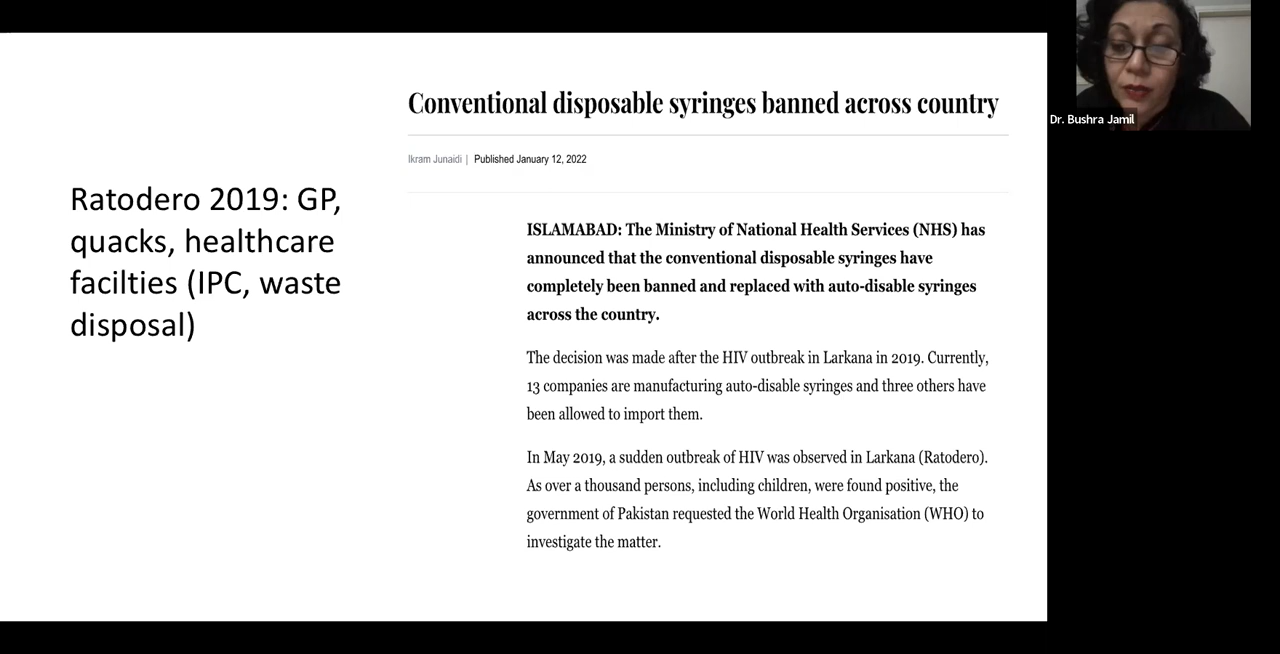 Conventional disposable syringes banned across country
Ikram Junaidi | Published January 12, 2022
Ratodero 2019: GP,
quacks, healthcare
facilties (IPC, waste
disposal)
ISLAMABAD: The Ministry of National Health Services (NHS) has
announced that the conventional disposable syringes have
completely been banned and replaced with auto-disable syringes
across the country.
The decision was made after the HIV outbreak in Larkana in 2019. Currently,
13 companies are manufacturing auto-disable syringes and three others have
been allowed to import them.
In May 2019, a sudden outbreak of HIV was observed in Larkana (Ratodero).
As over a thousand persons, including children, were found positive, the
government of Pakistan requested the World Health Organisation (WHO) to
investigate the matter.
Dr. Bushra Jamil